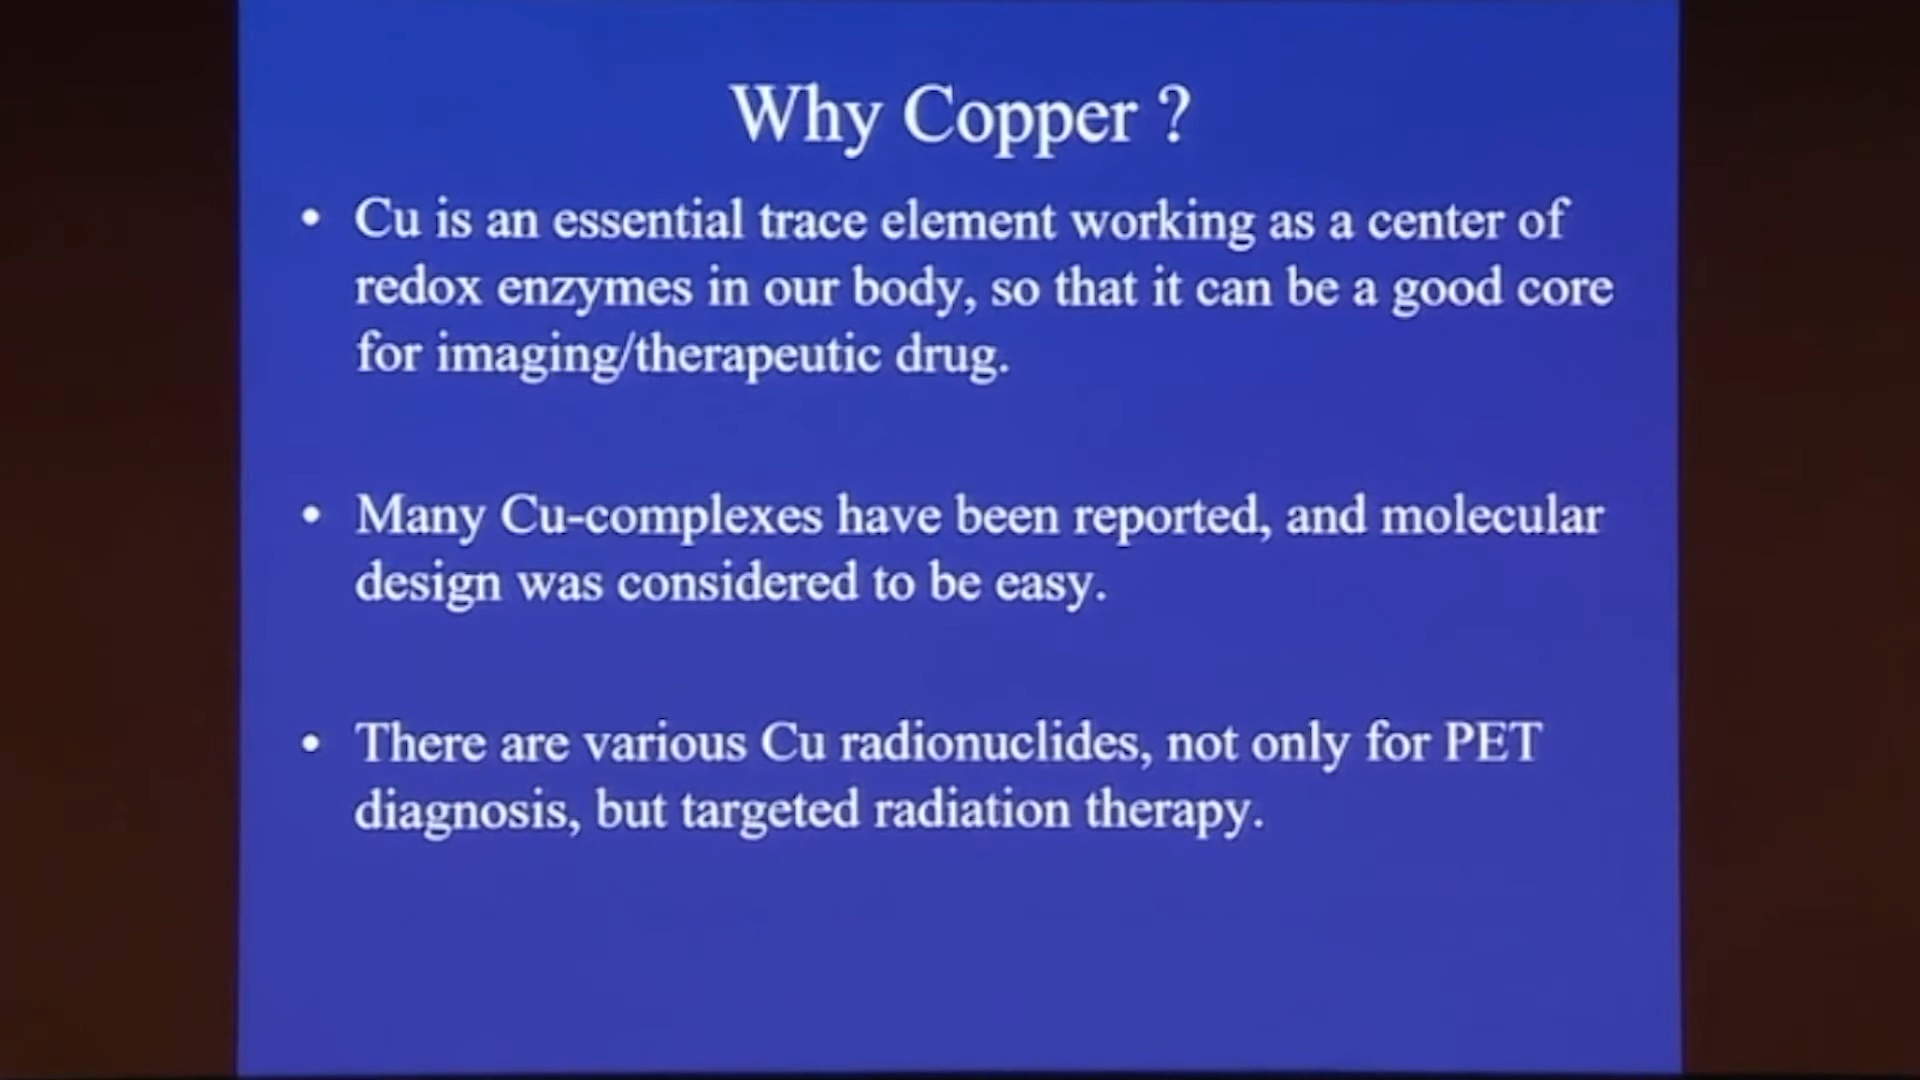 Why Copper ?
• Cu is an essential trace element working as a center of
redox enzymes in our body, so that it can be a good core
for imaging/therapeutic drug.
• Many Cu-complexes have been reported, and molecular
design was considered to be easy.
• There are various Cu radionuclides, not only for PET
diagnosis, but targeted radiation therapy.